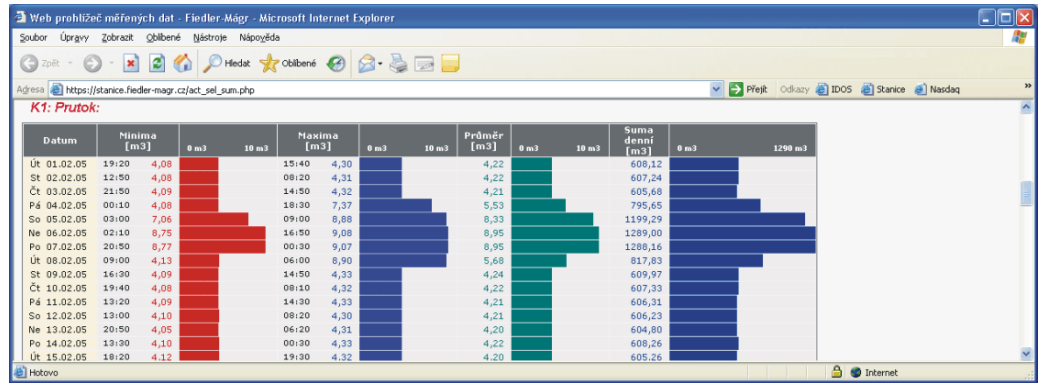 Web prohlížeč měřených dat - Fiedler-Mágr - Microsoft Internet Explorer
Soubor Úpravy Zobrazit Oblíbené Nástroje Nápověda
Zpět Hledat Oblíbené
Adresa https://stanice.fiedler-magr.cz/act_sel_sum.php Přejít Odkazy IDOS Stanice Nasdaq »
K1: Prutok:
Datum Minima [m3] 0 m3 10 m3 Maxima [m3] 0 m3 10 m3 Průměr [m3] 0 m3 10 m3 Suma denní [m3] 0 m3 1290 m3
Út 01.02.05 19:20 4,08 15:40 4,30 4,22 608,12
St 02.02.05 12:50 4,08 08:20 4,31 4,22 607,24
Čt 03.02.05 21:50 4,09 14:50 4,32 4,21 605,68
Pá 04.02.05 00:10 4,08 18:30 7,37 5,53 795,65
So 05.02.05 03:00 7,06 09:00 8,88 8,33 1199,29
Ne 06.02.05 02:10 8,75 16:50 9,08 8,95 1289,00
Po 07.02.05 20:50 8,77 00:30 9,07 8,95 1288,16
Út 08.02.05 09:00 4,13 06:00 8,90 5,68 817,83
St 09.02.05 16:30 4,09 14:50 4,33 4,24 609,97
Čt 10.02.05 19:40 4,08 08:10 4,32 4,22 607,33
Pá 11.02.05 13:20 4,09 14:30 4,33 4,21 606,31
So 12.02.05 13:00 4,10 08:20 4,30 4,21 606,23
Ne 13.02.05 20:50 4,05 06:20 4,31 4,20 604,80
Po 14.02.05 13:30 4,10 00:30 4,33 4,22 608,26
Út 15.02.05 18:20 4,12 19:30 4,32 4,20 605,26
Hotovo Internet